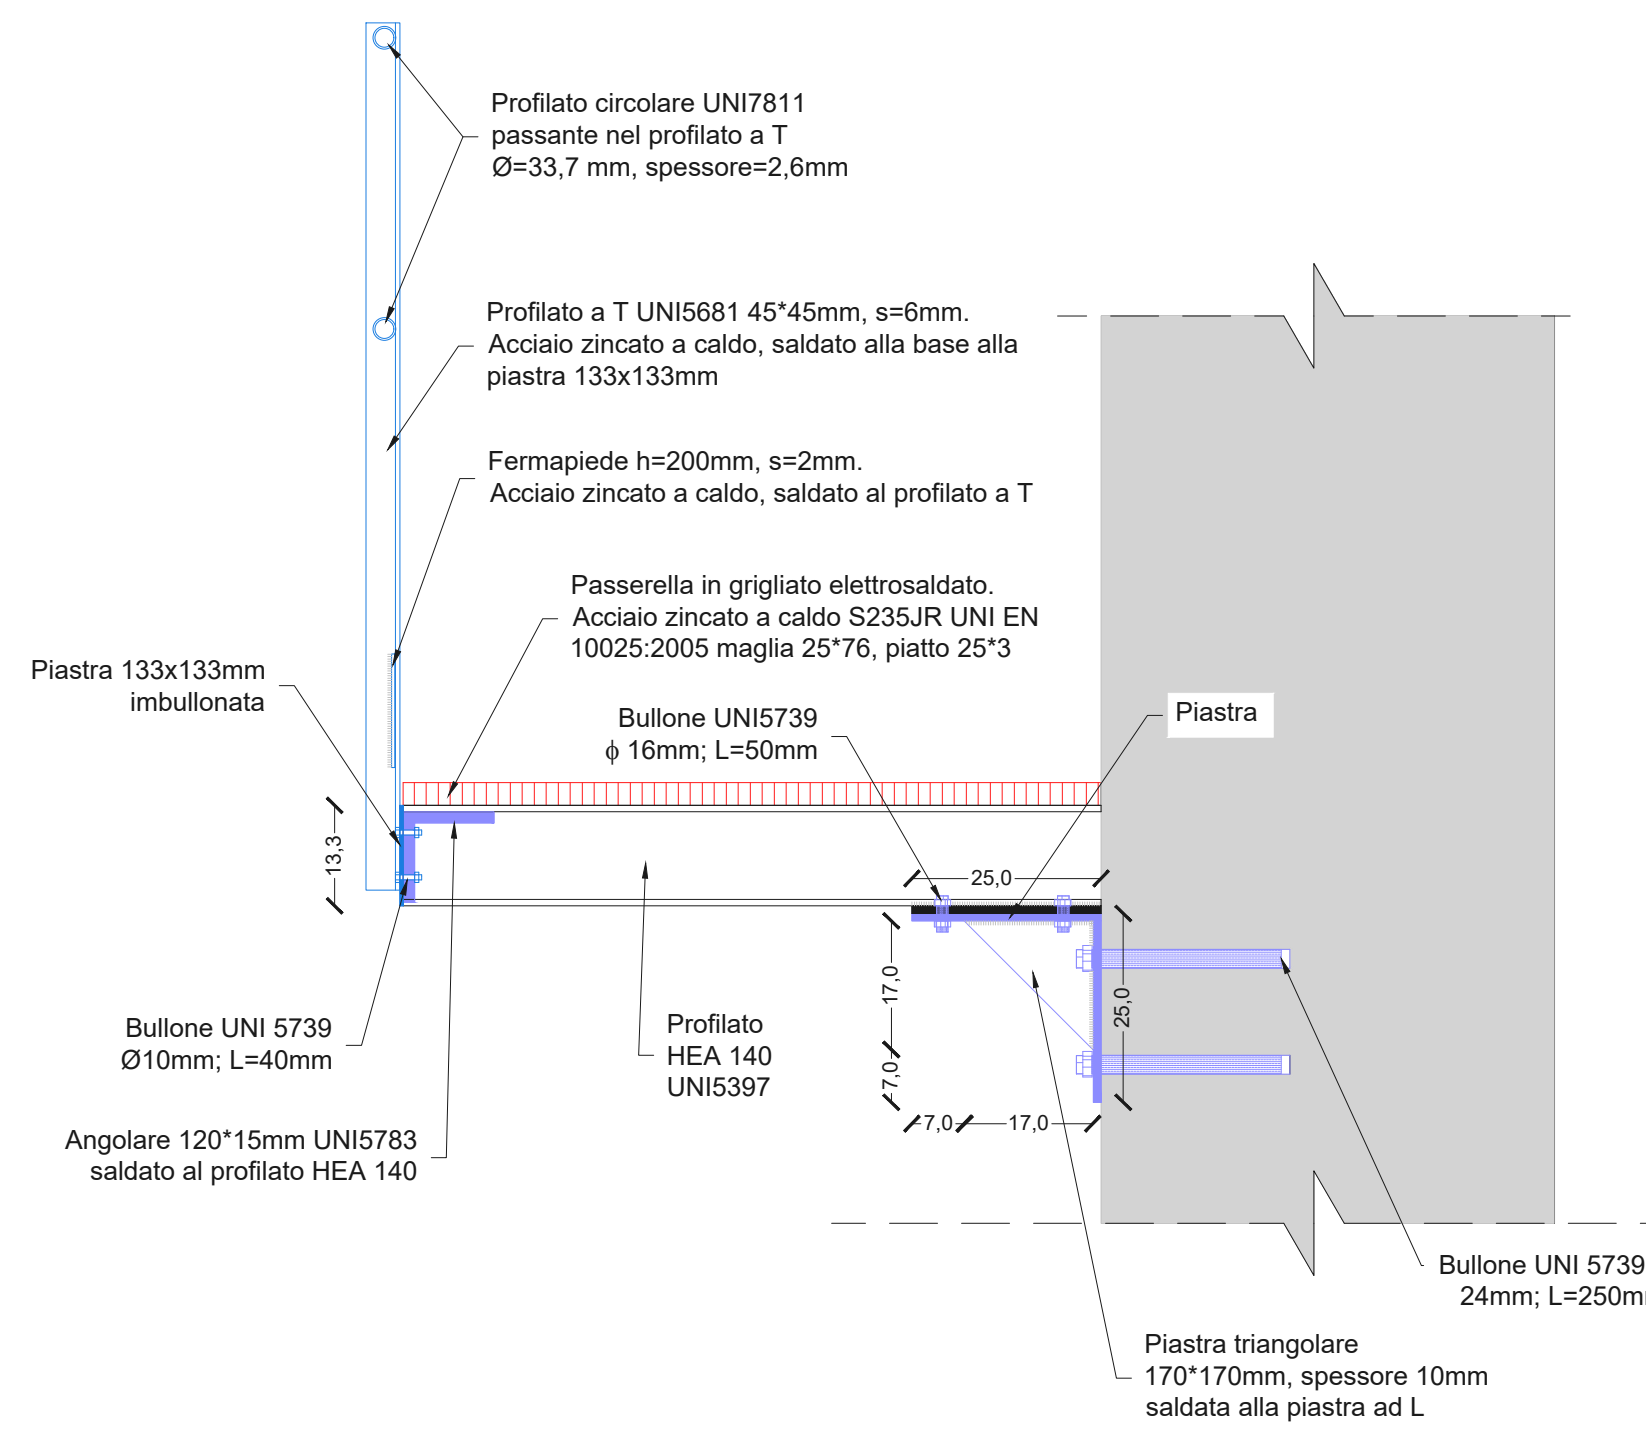 Profilato circolare UNI7811
passante nel profilato a T
Ø=33,7 mm, spessore=2,6mm
Profilato a T UNI5681 45*45mm, s=6mm.
Acciaio zincato a caldo, saldato alla base alla
piastra 133x133mm
Fermapiede h=200mm, s=2mm.
Acciaio zincato a caldo, saldato al profilato a T
Passerella in grigliato elettrosaldato.
Acciaio zincato a caldo S235JR UNI EN
10025:2005 maglia 25*76, piatto 25*3
Piastra 133x133mm
imbullonata
Bullone UNI5739
ϕ 16mm; L=50mm
Piastra
13,3
25,0
17,0
7,0
25,0
7,0
17,0
Bullone UNI 5739
Ø10mm; L=40mm
Profilato
HEA 140
UNI5397
Angolare 120*15mm UNI5783
saldato al profilato HEA 140
Bullone UNI 5739
24mm; L=250m
Piastra triangolare
170*170mm, spessore 10mm
saldata alla piastra ad L